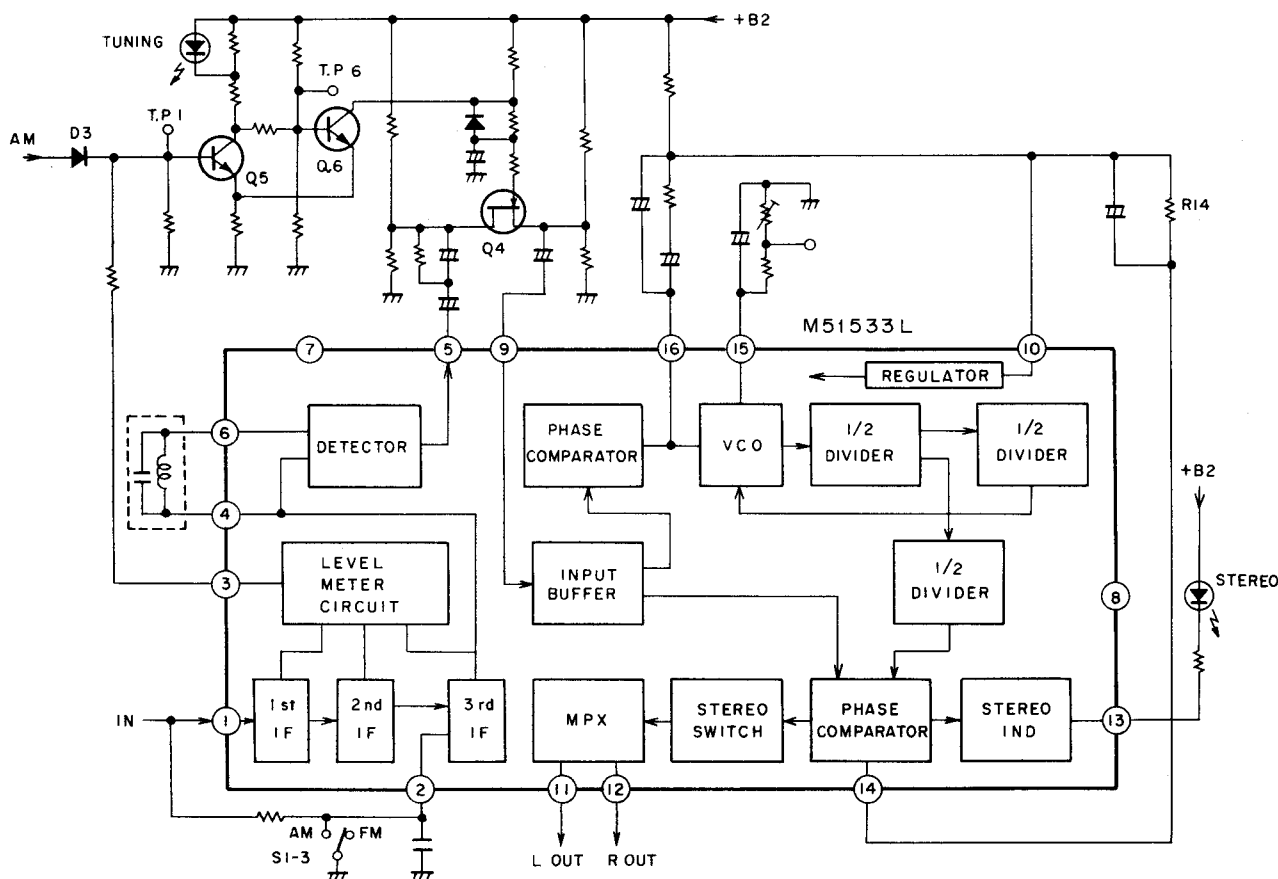 +B2
TUNING
T.P 6
T.P 1
AM
D3
Q5
Q6
Q4
R14
M51533L
7
5
9
16
15
10
REGULATOR
6
DETECTOR
PHASE
COMPARATOR
VCO
1/2
DIVIDER
1/2
DIVIDER
+B2
4
LEVEL
METER
CIRCUIT
3
INPUT
BUFFER
1/2
DIVIDER
8
STEREO
IN
1
1st
IF
2nd
IF
3rd
IF
MPX
STEREO
SWITCH
PHASE
COMPARATOR
STEREO
IND
13
2
11
12
14
AM
FM
S1-3
L OUT
R OUT